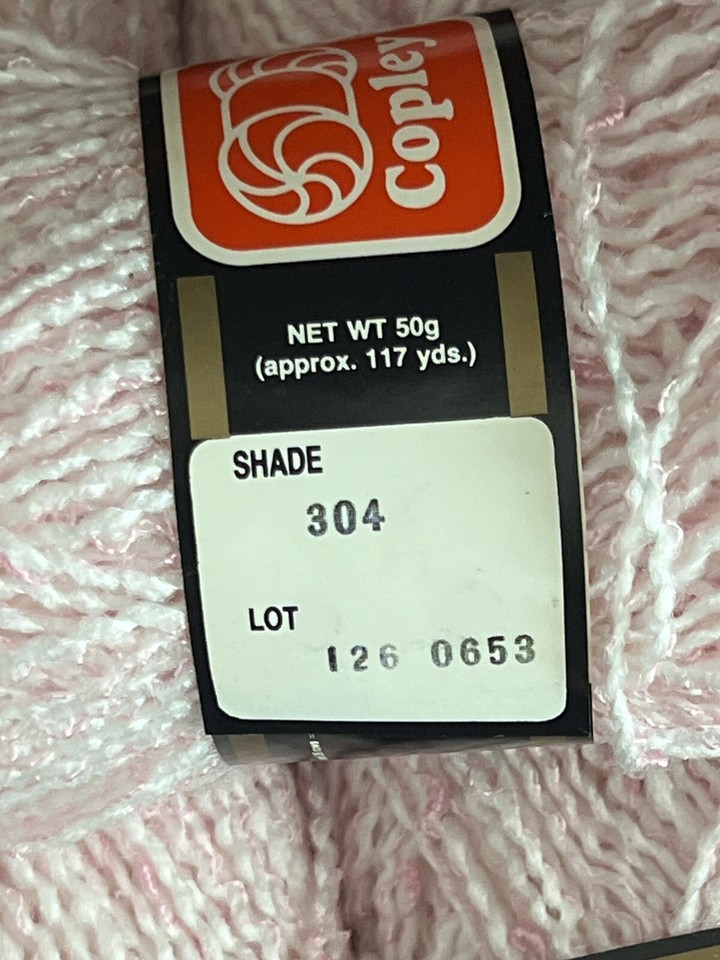 Copley
NET WT 50g
(approx. 117 yds.)
SHADE
304
LOT
126 0653